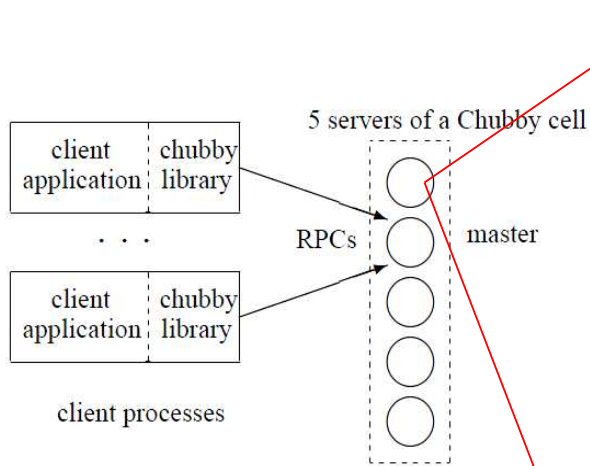 5 servers of a Chubby cell
client
application
chubby
library
. . .
RPCs
master
client
application
chubby
library
client processes